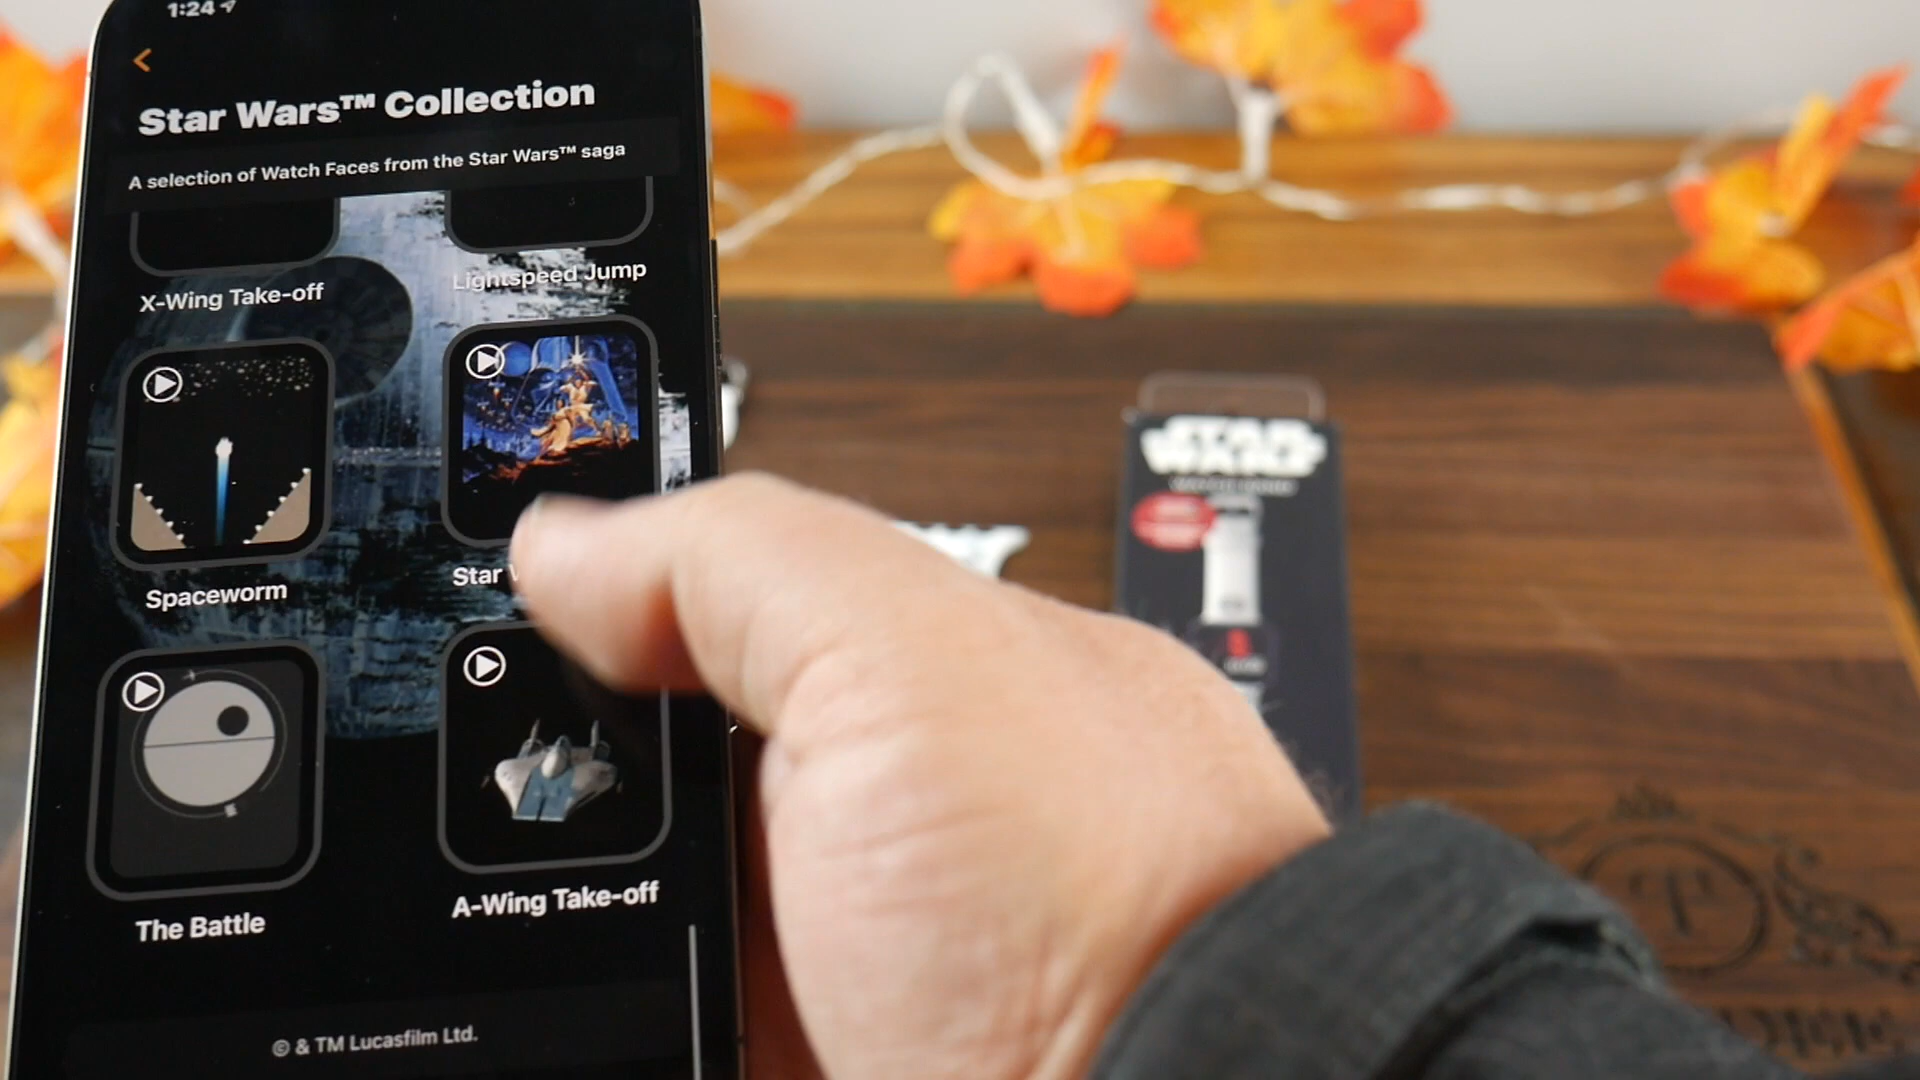 1:24
Star Wars™ Collection
A selection of Watch Faces from the Star Wars™ saga
X-Wing Take-off
Lightspeed Jump
Spaceworm
Star
The Battle
A-Wing Take-off
© & TM Lucasfilm Ltd.
STAR
WARS
T